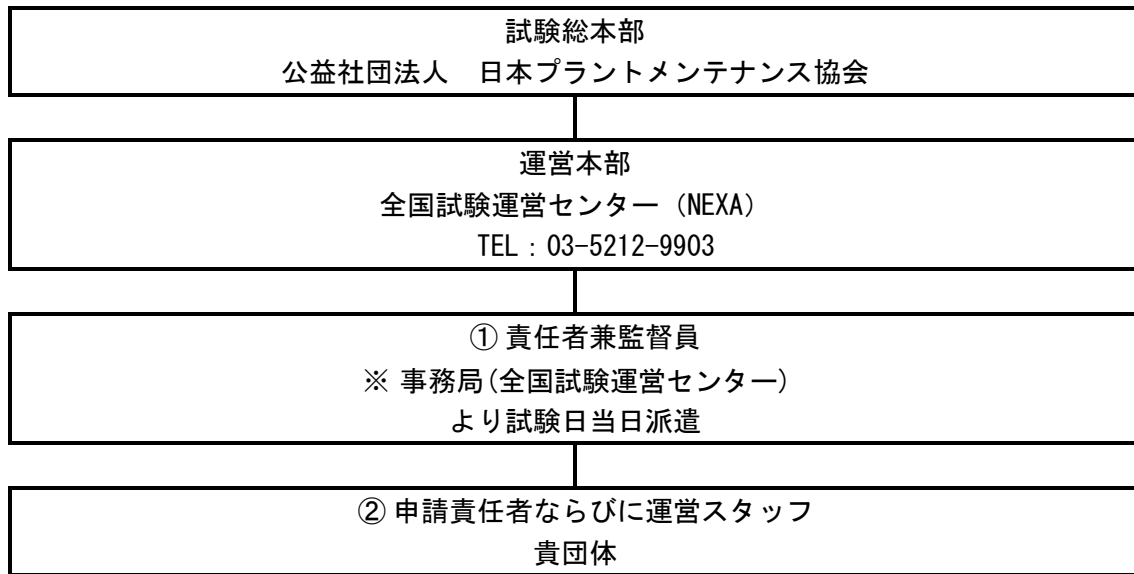 試験総本部
公益社団法人　日本プラントメンテナンス協会
運営本部
全国試験運営センター（NEXA）
TEL：03-5212-9903
① 責任者兼監督員
※ 事務局(全国試験運営センター)
より試験日当日派遣
② 申請責任者ならびに運営スタッフ
貴団体